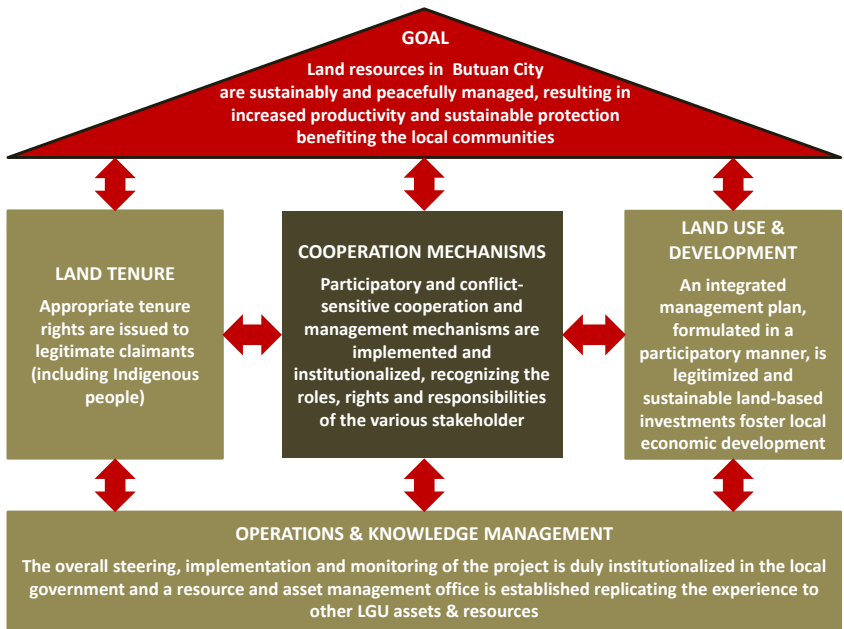 GOAL
Land resources in Butuan City
are sustainably and peacefully managed, resulting in
increased productivity and sustainable protection
benefiting the local communities
LAND TENURE
Appropriate tenure
rights are issued to
legitimate claimants
(including Indigenous
people)
COOPERATION MECHANISMS
Participatory and conflict-
sensitive cooperation and
management mechanisms are
implemented and
institutionalized, recognizing the
roles, rights and responsibilities
of the various stakeholder
LAND USE &
DEVELOPMENT
An integrated
management plan,
formulated in a
participatory manner, is
legitimized and
sustainable land-based
investments foster local
economic development
OPERATIONS & KNOWLEDGE MANAGEMENT
The overall steering, implementation and monitoring of the project is duly institutionalized in the local
government and a resource and asset management office is established replicating the experience to
other LGU assets & resources